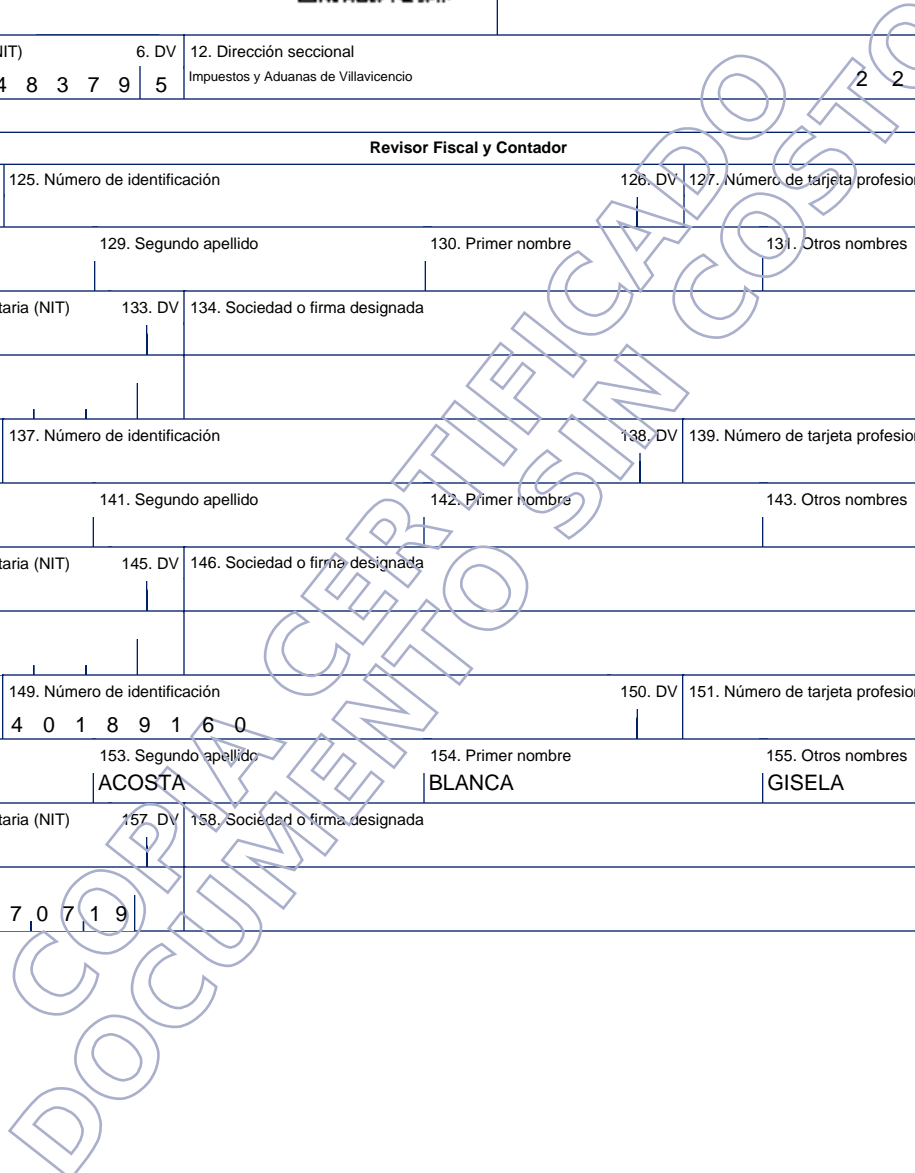 NIT) 6. DV 12. Dirección seccional
4 8 3 7 9 5 Impuestos y Aduanas de Villavicencio 2 2
Revisor Fiscal y Contador
125. Número de identificación 126. DV 127. Número de tarjeta profesion
129. Segundo apellido 130. Primer nombre 131. Otros nombres
taria (NIT) 133. DV 134. Sociedad o firma designada
137. Número de identificación 138. DV 139. Número de tarjeta profesion
141. Segundo apellido 142. Primer nombre 143. Otros nombres
taria (NIT) 145. DV 146. Sociedad o firma designada
149. Número de identificación 150. DV 151. Número de tarjeta profesion
4 0 1 8 9 1 6 0
153. Segundo apellido 154. Primer nombre 155. Otros nombres
ACOSTA BLANCA GISELA
taria (NIT) 157. DV 158. Sociedad o firma designada
7 0 7 1 9
COPIA CERTIFICADO
DOCUMENTO SIN COSTO